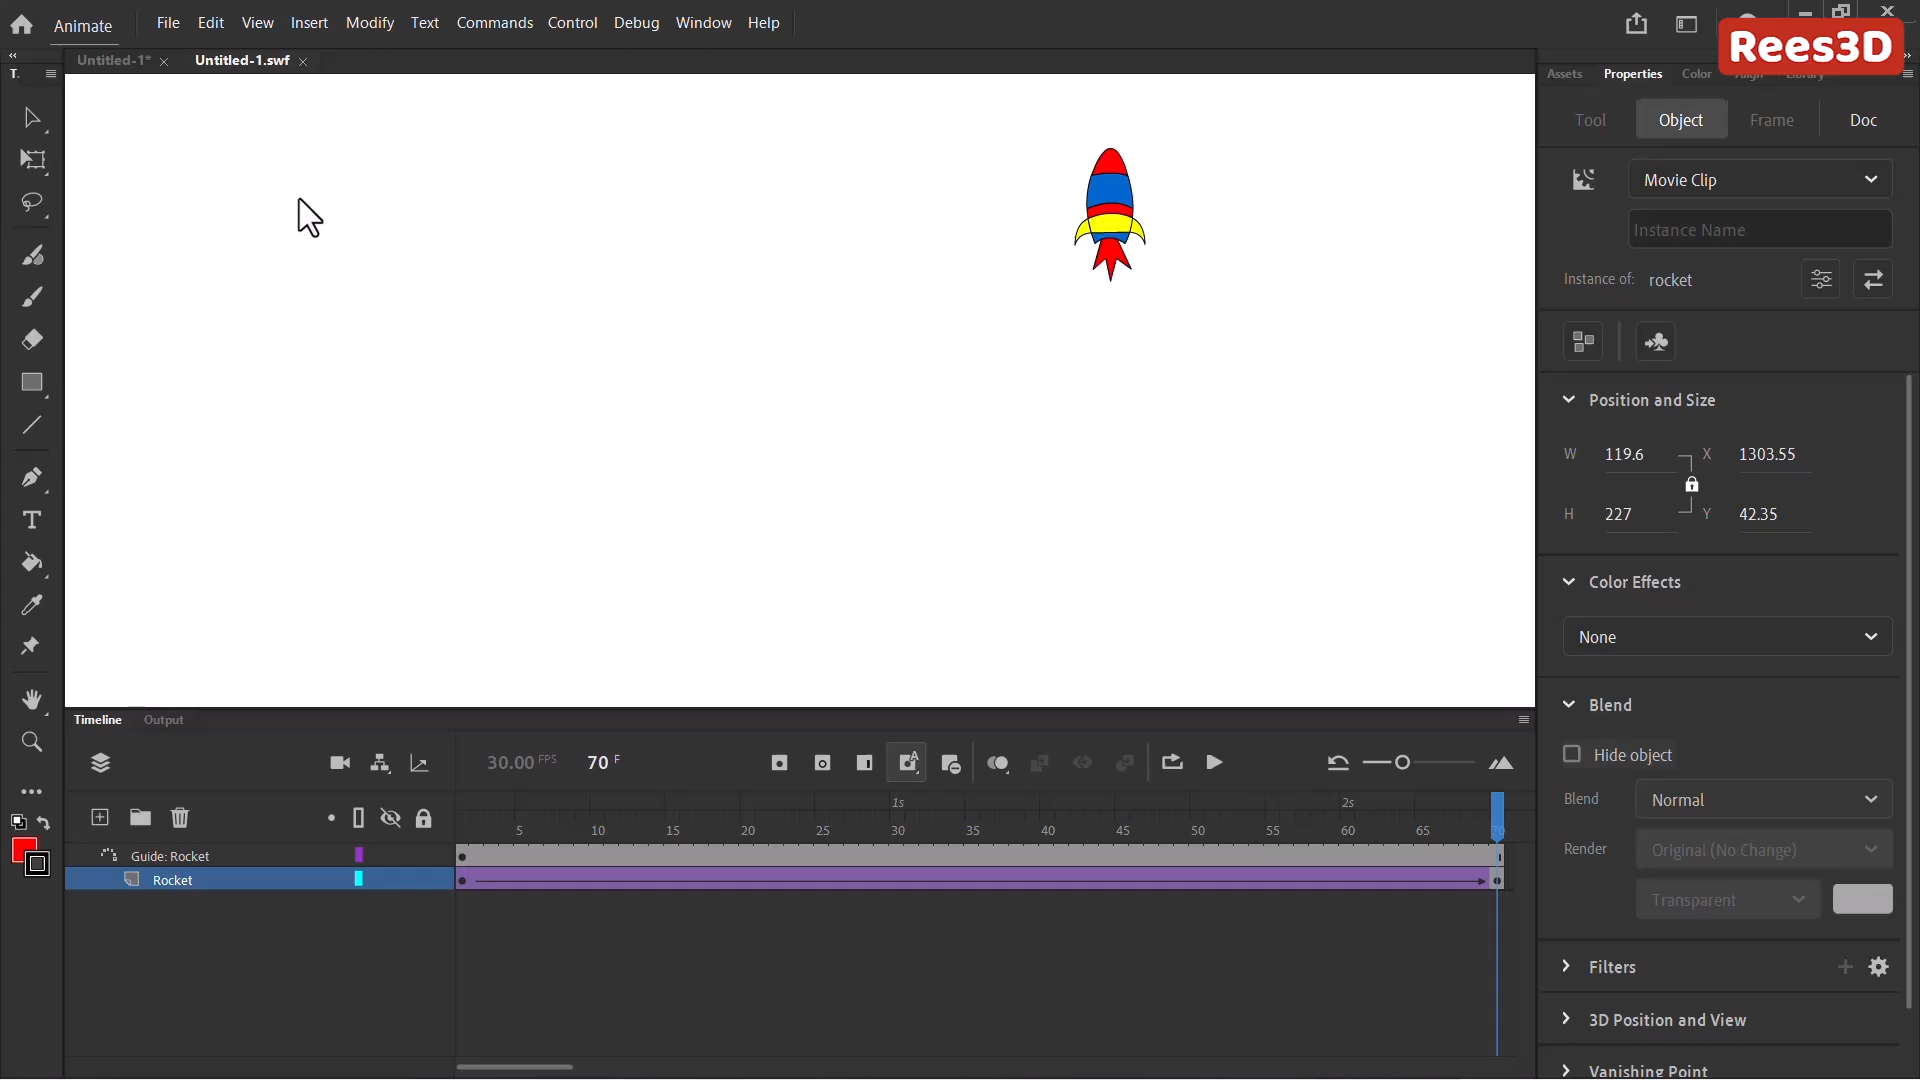 Animate
File Edit View Insert Modify Text Commands Control Debug Window Help
Rees3D
Untitled-1* × Untitled-1.swf ×
T.
Assets Properties Color Align Library
Tool Object Frame Doc
Movie Clip
Instance Name
Instance of: rocket
Position and Size
W 119.6 X 1303.55
H 227 Y 42.35
Color Effects
None
Blend
Hide object
Blend Normal
Render Original (No Change)
Transparent
Filters
3D Position and View
Vanishing Point
Timeline Output
30.00 FPS 70 F
1s 2s
5 10 15 20 25 30 35 40 45 50 55 60 65 70
Guide: Rocket
Rocket